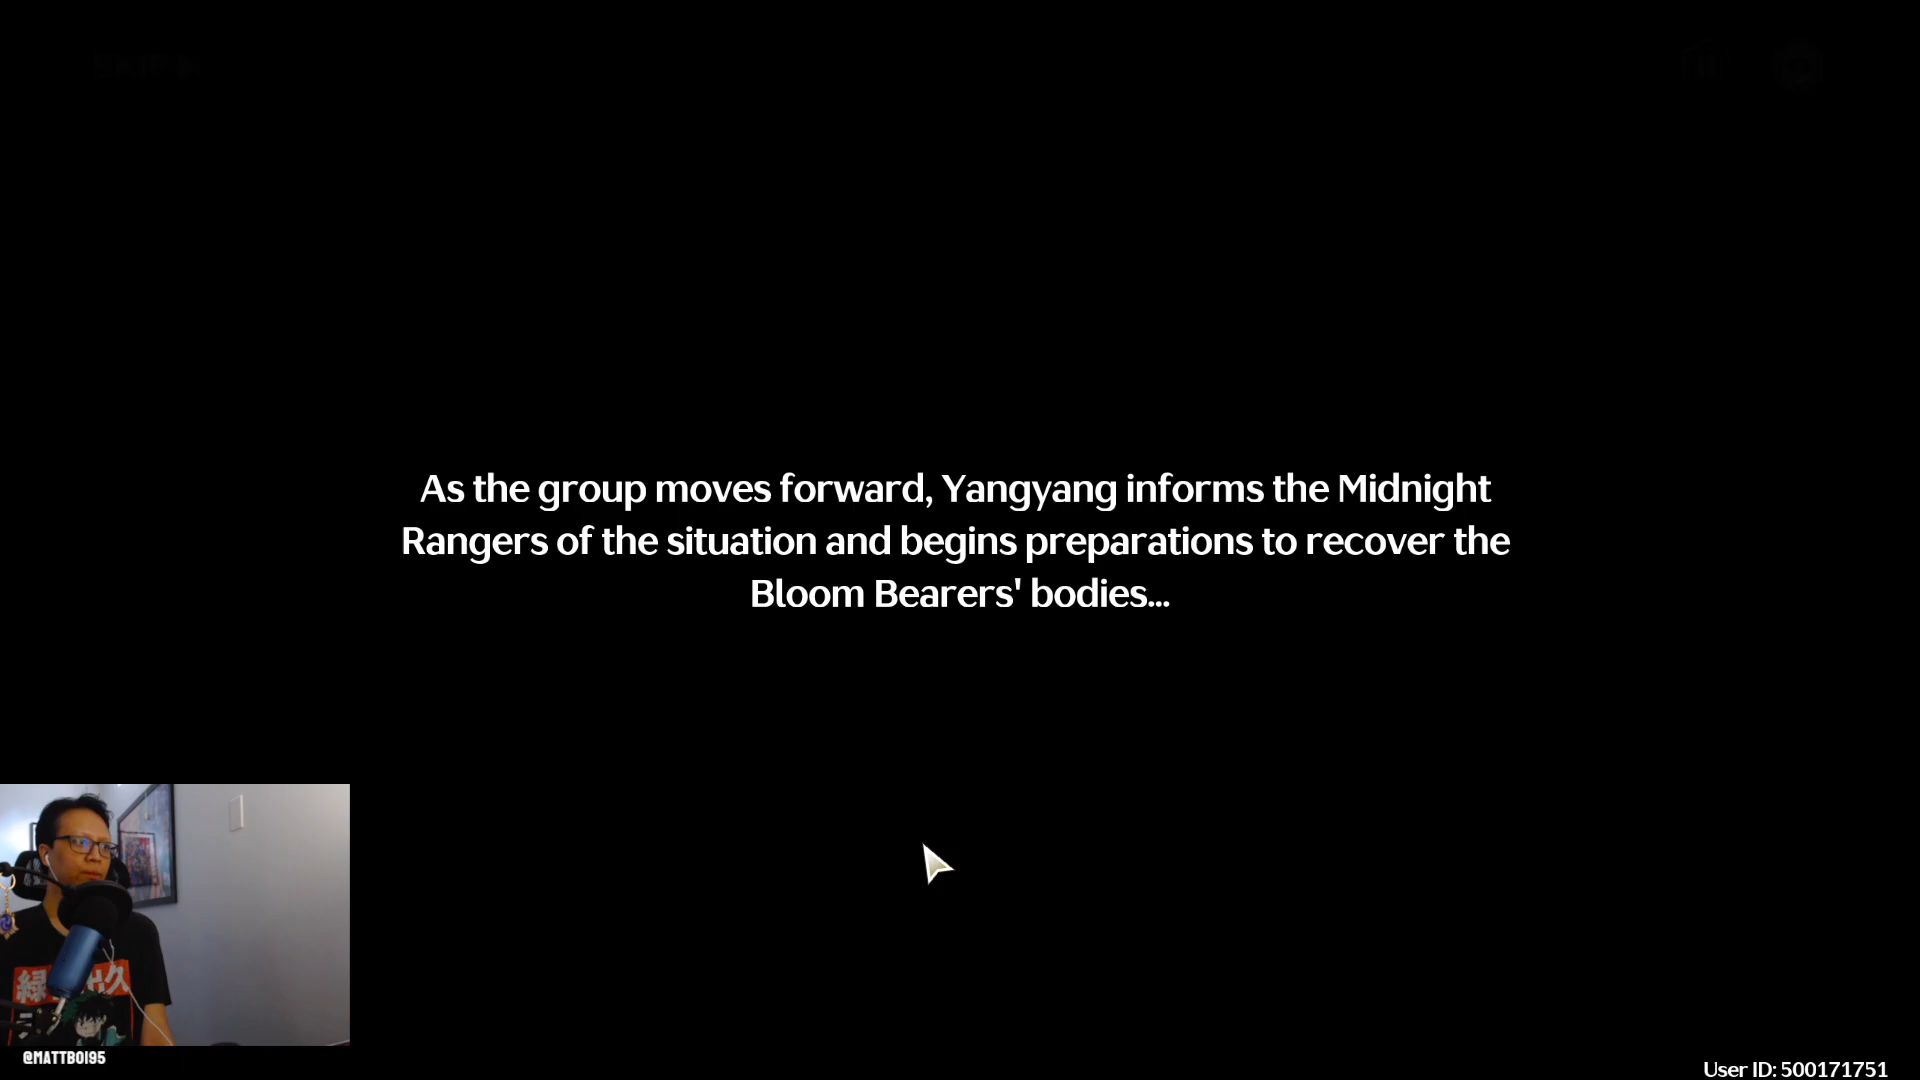 As the group moves forward, Yangyang informs the Midnight
Rangers of the situation and begins preparations to recover the
Bloom Bearers' bodies...
@MATTBOI95
User ID: 500171751